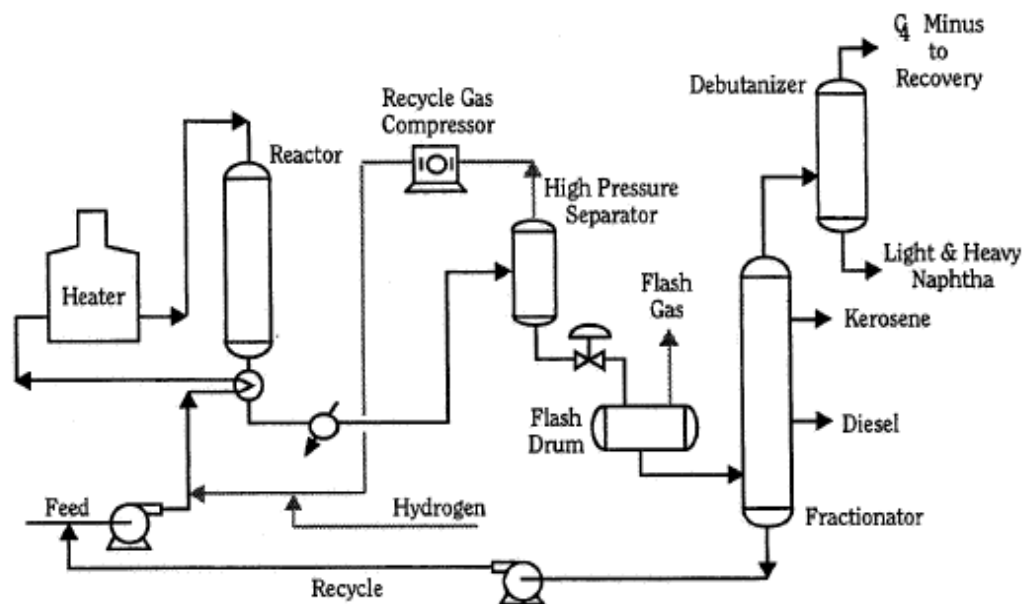 C4 Minus
to
Recovery
Debutanizer
Recycle Gas
Compressor
Reactor
High Pressure
Separator
Light & Heavy
Naphtha
Heater
Flash
Gas
Kerosene
Flash
Drum
Diesel
Feed
Hydrogen
Fractionator
Recycle